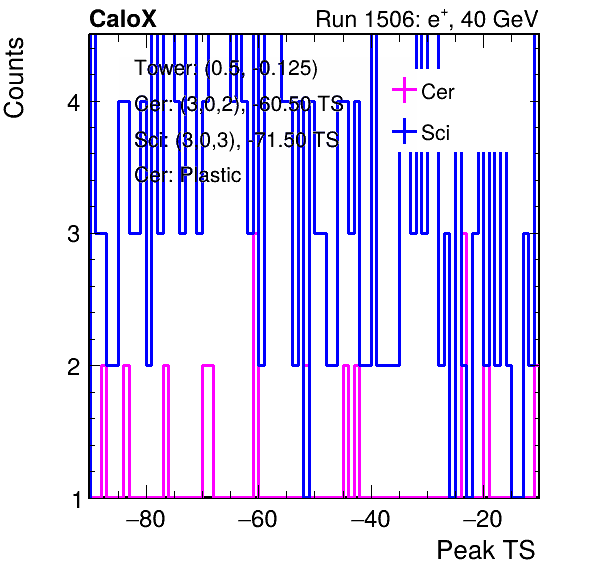 CaloX
Run 1506: e+, 40 GeV
Counts
Tower: (0.5, -0.125)
Cer: (3,0,2), -60.50 TS
Sci: (3,0,3), -71.50 TS
Cer: Plastic
Cer
Sci
4
3
2
1
−80
−60
−40
−20
Peak TS